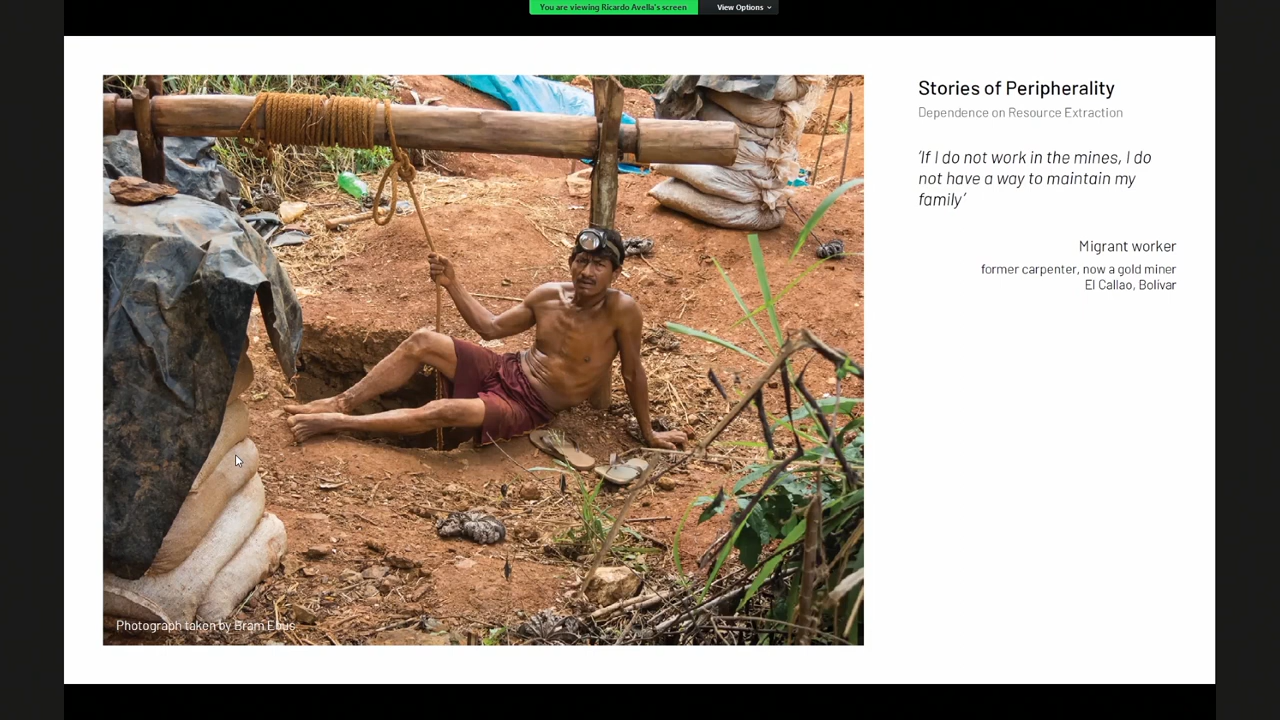 You are viewing Ricardo Avella's screen
View Options
Stories of Peripherality
Dependence on Resource Extraction
‘If I do not work in the mines, I do
not have a way to maintain my
family’
Migrant worker
former carpenter, now a gold miner
El Callao, Bolivar
Photograph taken by Bram Ebus